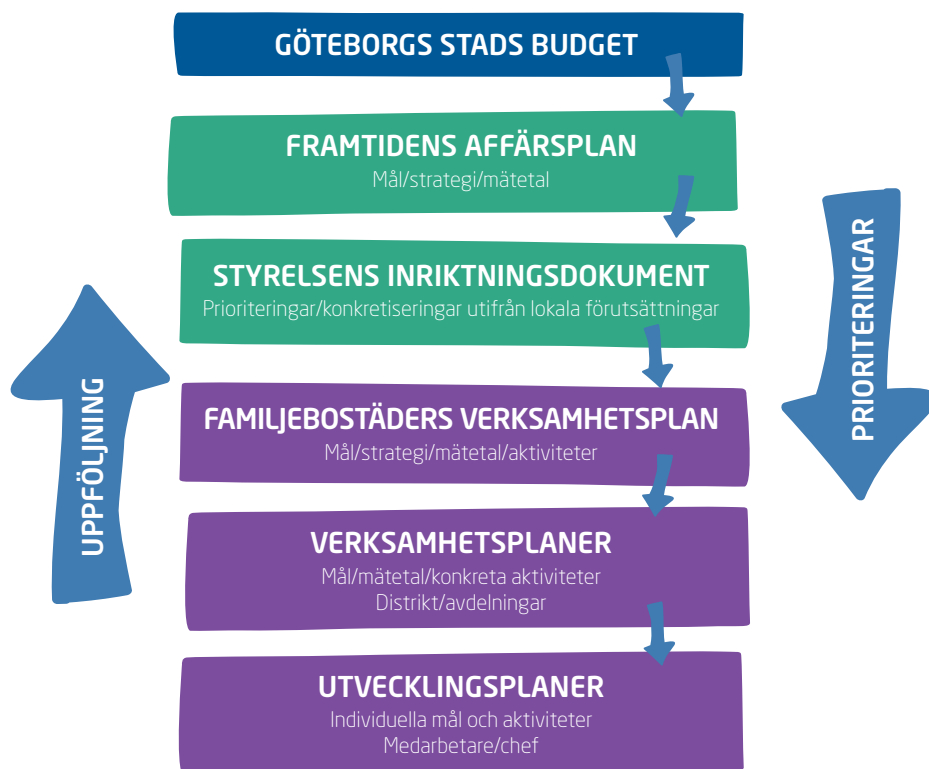 GÖTEBORGS STADS BUDGET
FRAMTIDENS AFFÄRSPLAN
Mål/strategi/mätetal
STYRELSENS INRIKTNINGSDOKUMENT
Prioriteringar/konkretiseringar utifrån lokala förutsättningar
FAMILJEBOSTÄDERS VERKSAMHETSPLAN
Mål/strategi/mätetal/aktiviteter
VERKSAMHETSPLANER
Mål/mätetal/konkreta aktiviteter
Distrikt/avdelningar
UTVECKLINGSPLANER
Individuella mål och aktiviteter
Medarbetare/chef
UPPFÖLJNING
PRIORITERINGAR